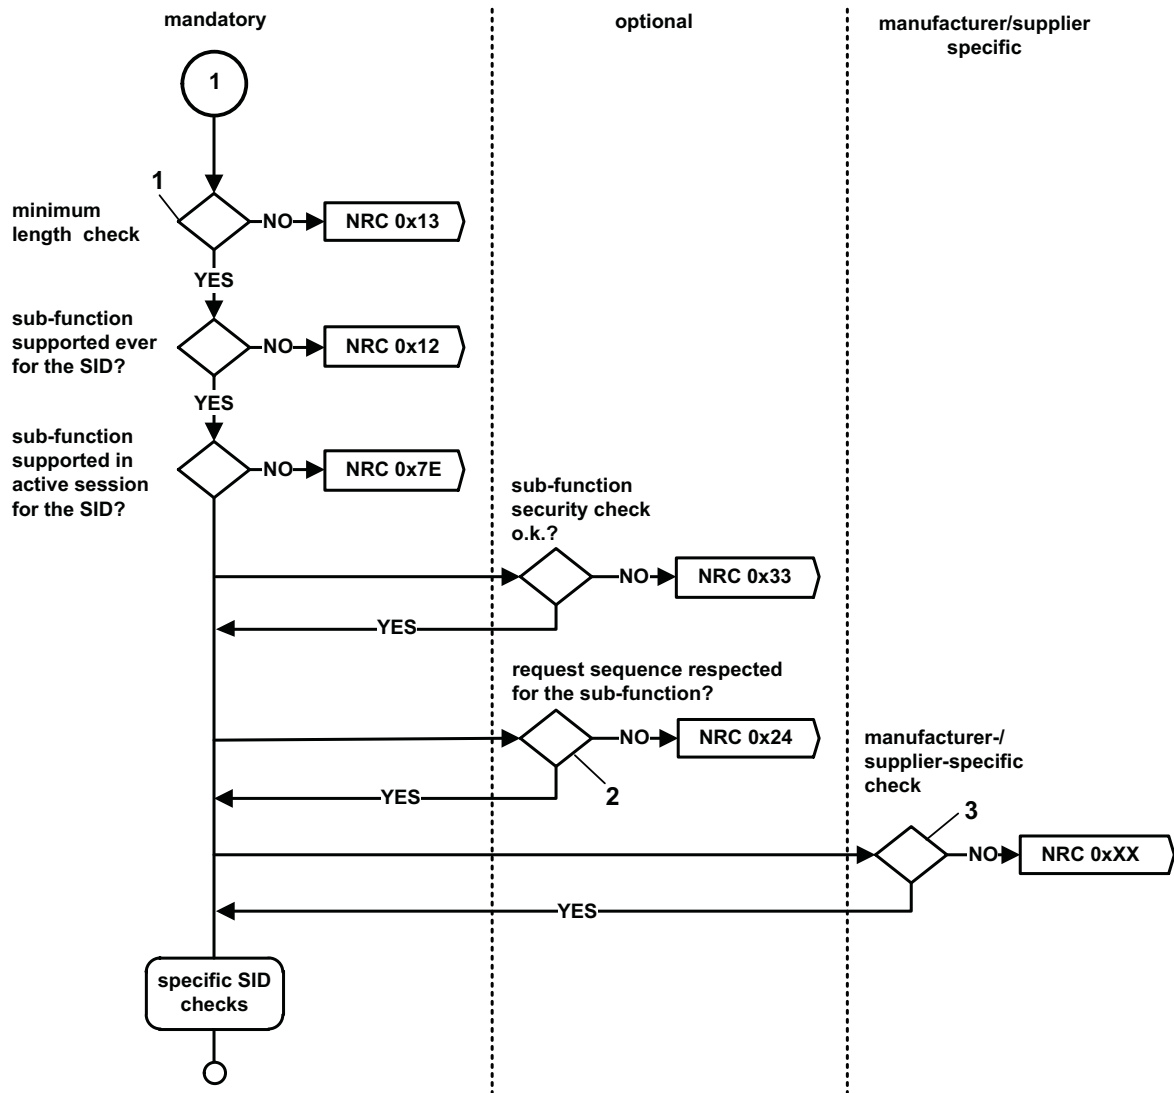 mandatory
optional
manufacturer/supplier
specific
1
1
minimum
length check
NO
NRC 0x13
YES
sub-function
supported ever
for the SID?
NO
NRC 0x12
YES
sub-function
supported in
active session
for the SID?
NO
NRC 0x7E
sub-function
security check
o.k.?
NO
NRC 0x33
YES
request sequence respected
for the sub-function?
NO
NRC 0x24
2
YES
manufacturer-/
supplier-specific
check
3
NO
NRC 0xXX
YES
specific SID
checks